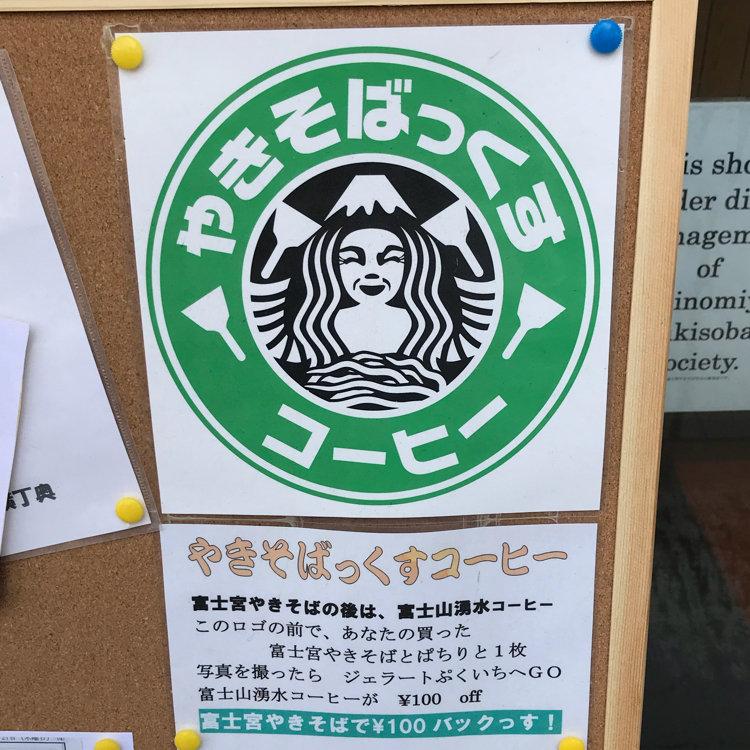 やきそばっくす
コーヒー
やきそばっくすコーヒー
富士宮やきそばの後は、富士山湧水コーヒー
このロゴの前で、あなたの買った
富士宮やきそばとぱちりと1枚
写真を撮ったら ジェラートぷくいちへGO
富士山湧水コーヒーが ¥100 off
富士宮やきそばで¥100バックっす！
丁奥
is sho
der di
nagem
of
inomiy
kisoba
ociety.